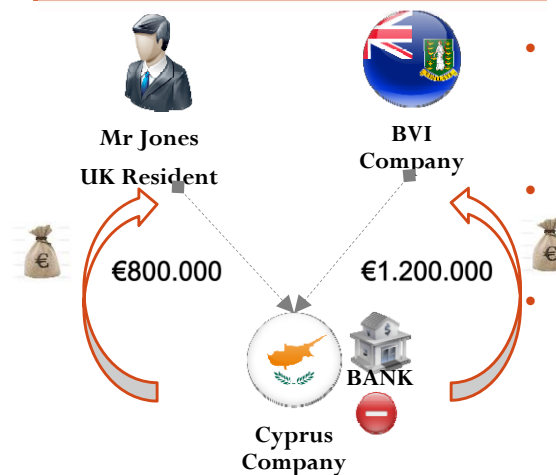 Mr Jones
UK Resident
BVI
Company
€800.000
€1.200.000
BANK
Cyprus
Company